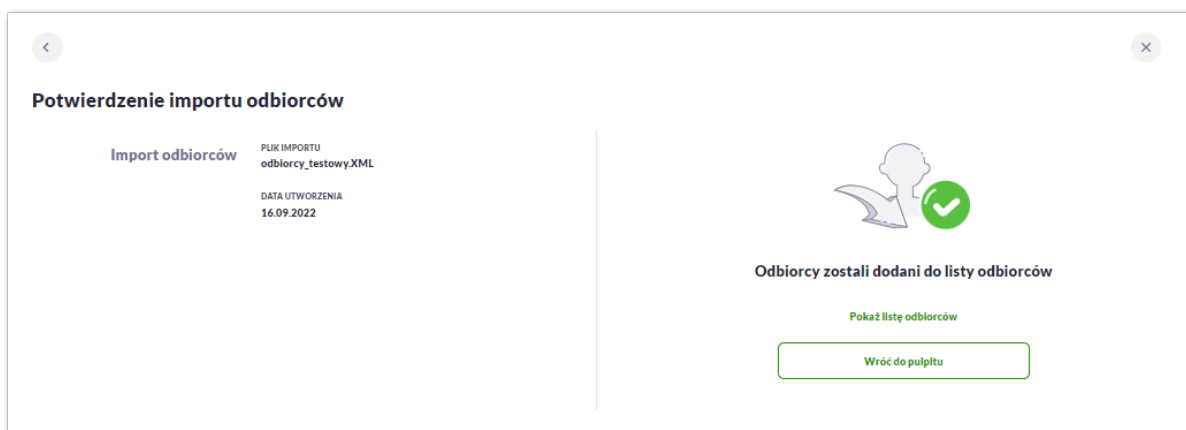 Potwierdzenie importu odbiorców
Import odbiorców
PLIK IMPORTU
odbiorcy_testowy.XML
DATA UTWORZENIA
16.09.2022
Odbiorcy zostali dodani do listy odbiorców
Pokaż listę odbiorców
Wróć do pulpitu